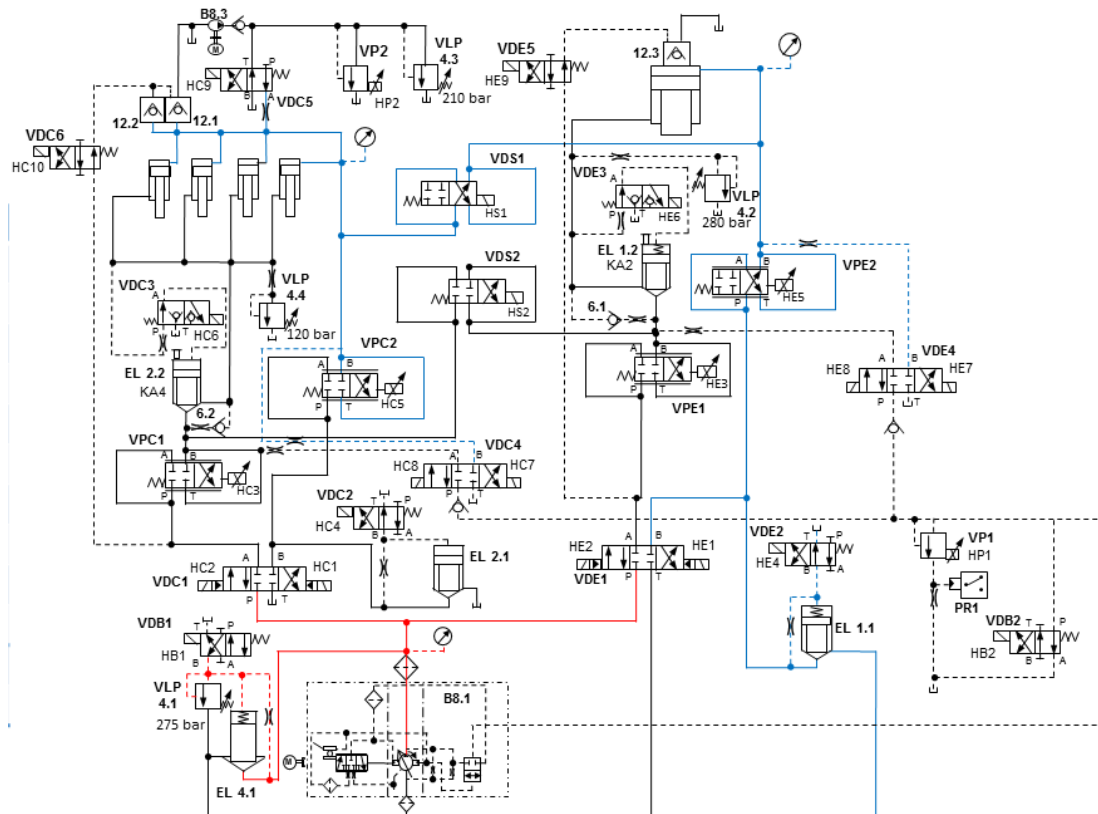 B8.3
M
T P
HC9
B A
VDC5
VP2
HP2
VLP
4.3
210 bar
VDE5
HE9
12.3
12.2
12.1
VDC6
HC10
VDS1
HS1
VDE3
A
P T
HE6
VLP
4.2
280 bar
EL 1.2
KA2
VDS2
HS2
A B
VPE2
HE5
P T
VDC3
A
P T
HC6
VLP
4.4
120 bar
EL 2.2
KA4
6.2
VPC2
A B
HC5
P T
6.1
A B
HE3
P T
VPE1
VDE4
A B
HE8
HE7
P T
VPC1
A B
HC3
P T
VDC4
A B
HC8
HC7
P T
VDC2
T P
HC4
B A
EL 2.1
VDC1
A B
HC2
HC1
P T
A B
HE2
HE1
VDE1
P T
VDE2
T P
HE4
B A
EL 1.1
VP1
HP1
PR1
VDB2
T P
HB2
B A
VDB1
T P
HB1
B A
VLP
4.1
275 bar
EL 4.1
B8.1
M